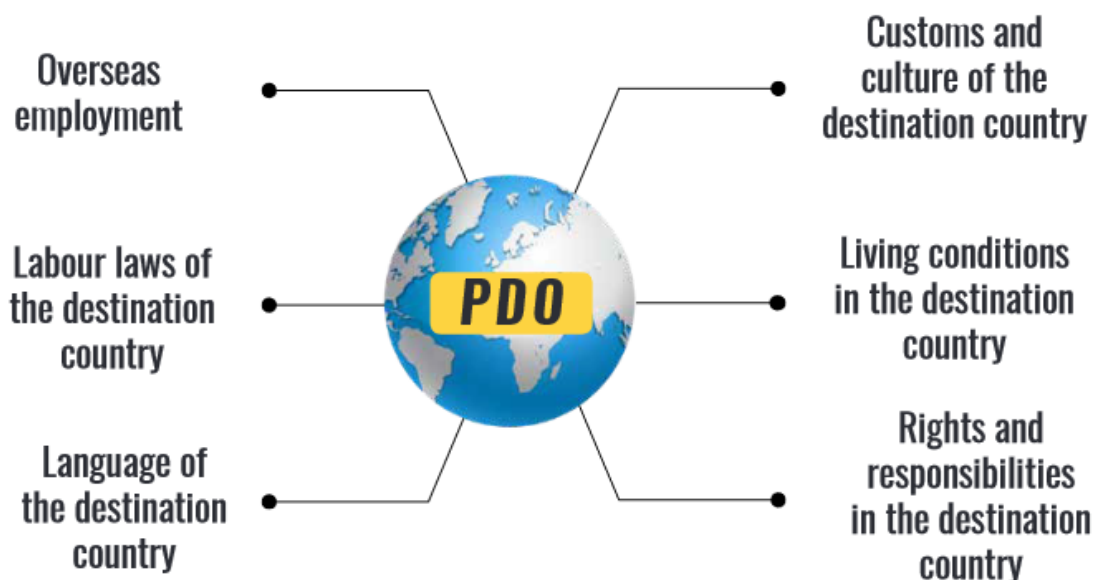 Overseas
employment
Labour laws of
the destination
country
Language of
the destination
country
PDO
Customs and
culture of the
destination country
Living conditions
in the destination
country
Rights and
responsibilities
in the destination
country